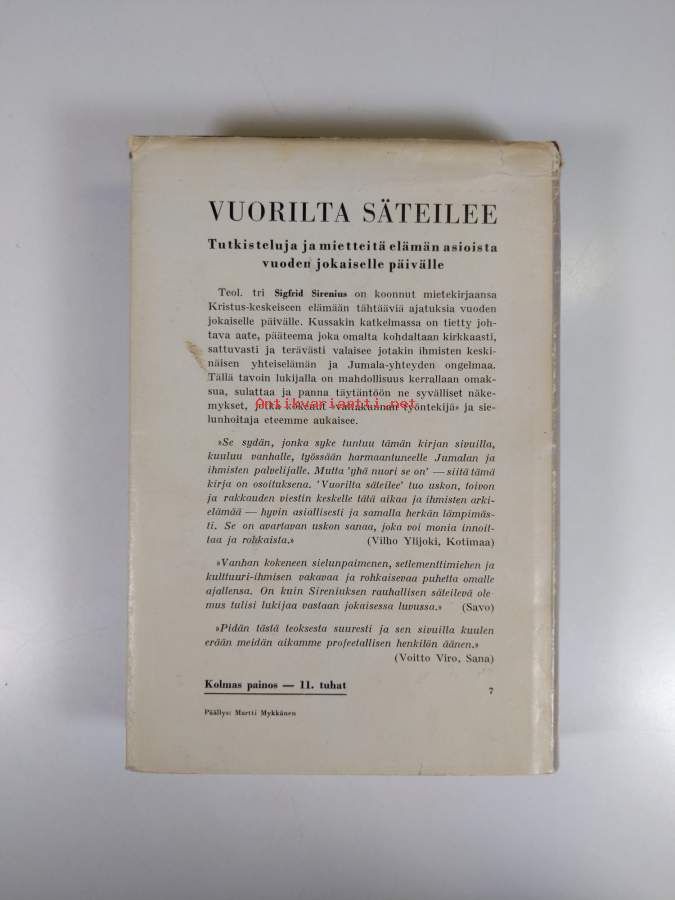 VUORILTA SÄTEILEE
Tutkisteluja ja mietteitä elämän asioista
vuoden jokaiselle päivälle
Teol. tri Sigfrid Sirenius on koonnut mietekirjaansa
Kristus-keskeiseen elämään tähtääviä ajatuksia vuoden
jokaiselle päivälle. Kussakin katkelmassa on tietty joh-
tava aate, pääteema joka omalta kohdaltaan kirkkaasti,
sattuvasti ja terävästi valaisee jotakin ihmisten keski-
näisen yhteiselämän ja Jumala-yhteyden ongelmaa.
Tällä tavoin lukijalla on mahdollisuus kerrallaan omak-
sua, sulattaa ja panna täytäntöön ne syvälliset näke-
mykset, jotka kokenut »valtakunnan työntekijä» ja sie-
lunhoitaja eteemme aukaisee.
Antikvariantti.net
»Se sydän, jonka syke tuntuu tämän kirjan sivuilla,
kuuluu vanhalle, työssään harmaantuneelle Jumalan ja
ihmisten palvelijalle. Mutta 'yhä nuori se on' — siitä tämä
kirja on osoituksena. 'Vuorilta säteilee' tuo uskon, toivon
ja rakkauden viestin keskelle tätä aikaa ja ihmisten arki-
elämää — hyvin asiallisesti ja samalla herkän lämpimäs-
ti. Se on avartavan uskon sanaa, joka voi monia innoit-
taa ja rohkaista.» (Vilho Ylijoki, Kotimaa)
»Vanhan kokeneen sielunpaimenen, setlementtimiehen ja
kulttuuri-ihmisen vakavaa ja rohkaisevaa puhetta omalle
ajallensa. On kuin Sireniuksen rauhallisen säteilevä ole
mus tulisi lukijaa vastaan jokaisessa luvussa.» (Savo)
»Pidän tästä teoksesta suuresti ja sen sivuilla kuulen
erään meidän aikamme profeetallisen henkilön äänen.»
(Voitto Viro, Sana)
Kolmas painos — 11. tuhat 7
Päällys: Martti Mykkänen